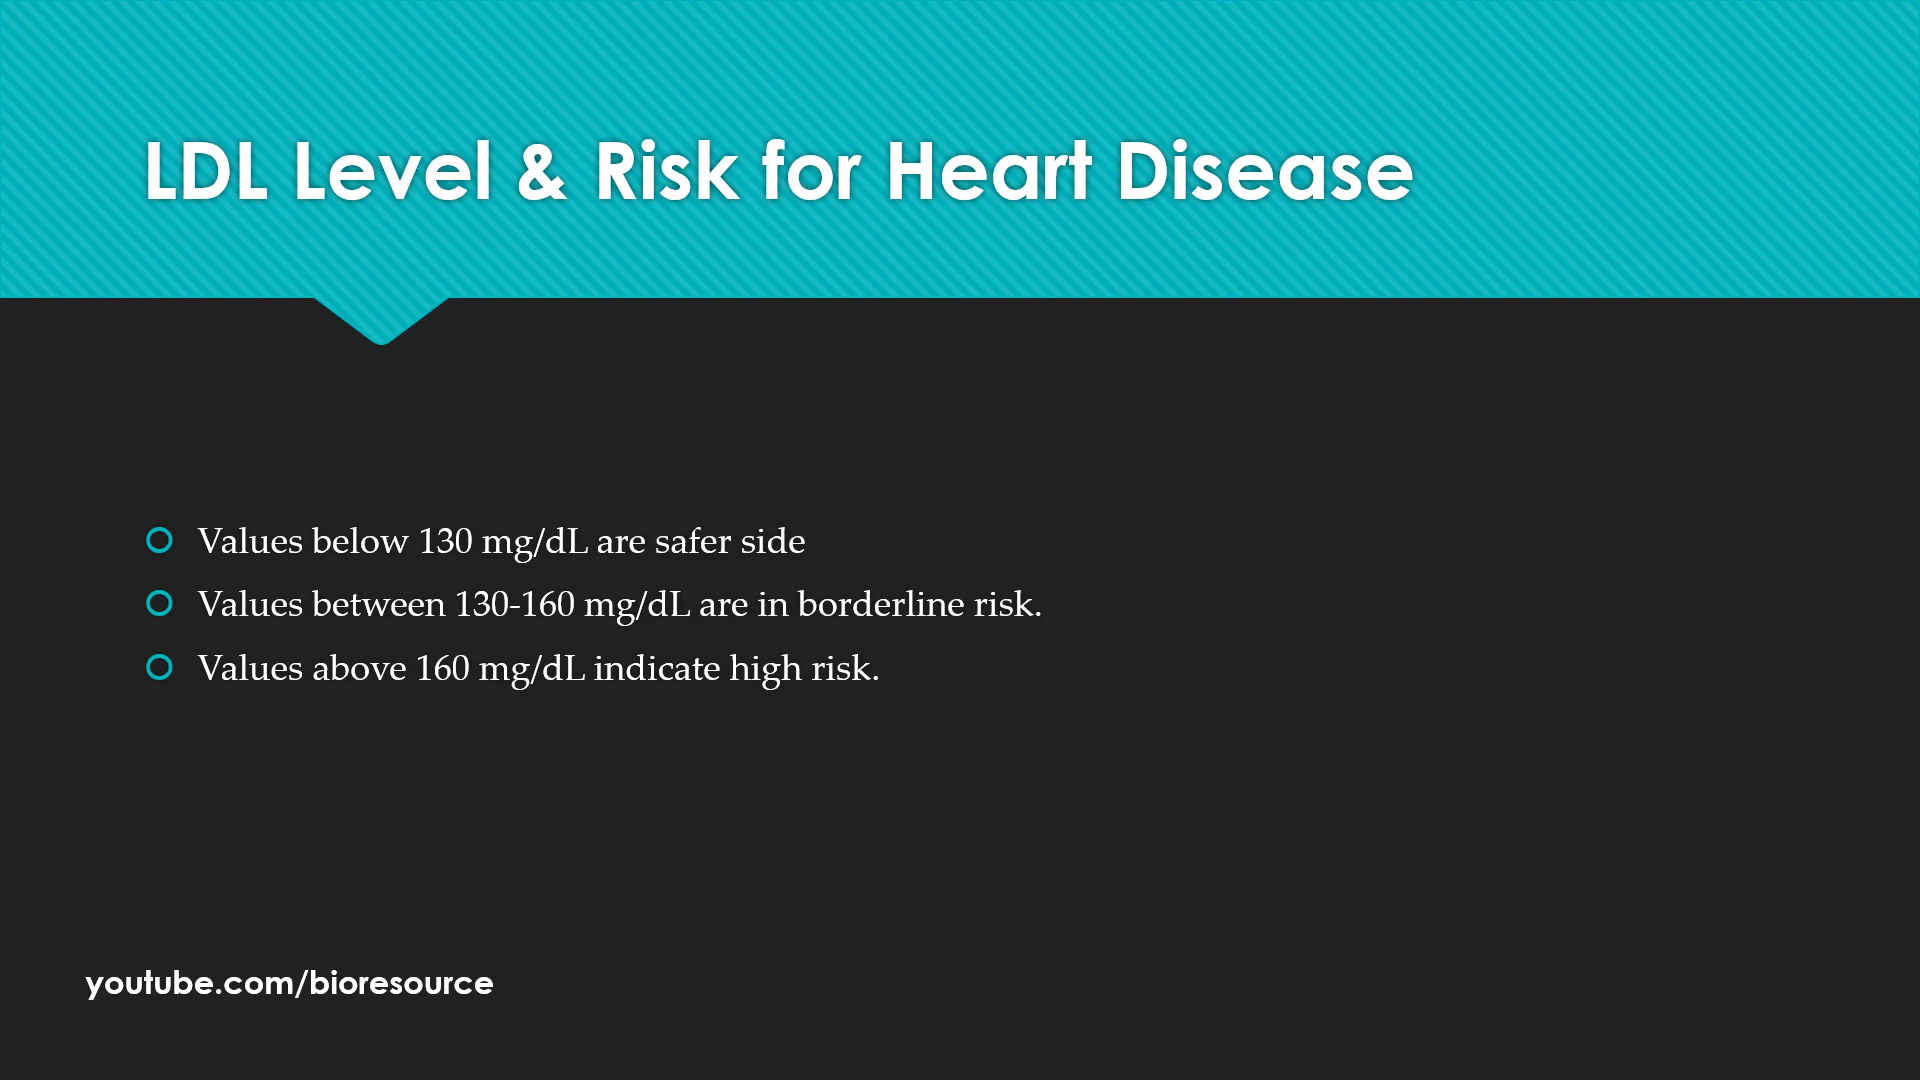 LDL Level & Risk for Heart Disease
Values below 130 mg/dL are safer side
Values between 130-160 mg/dL are in borderline risk.
Values above 160 mg/dL indicate high risk.
youtube.com/bioresource